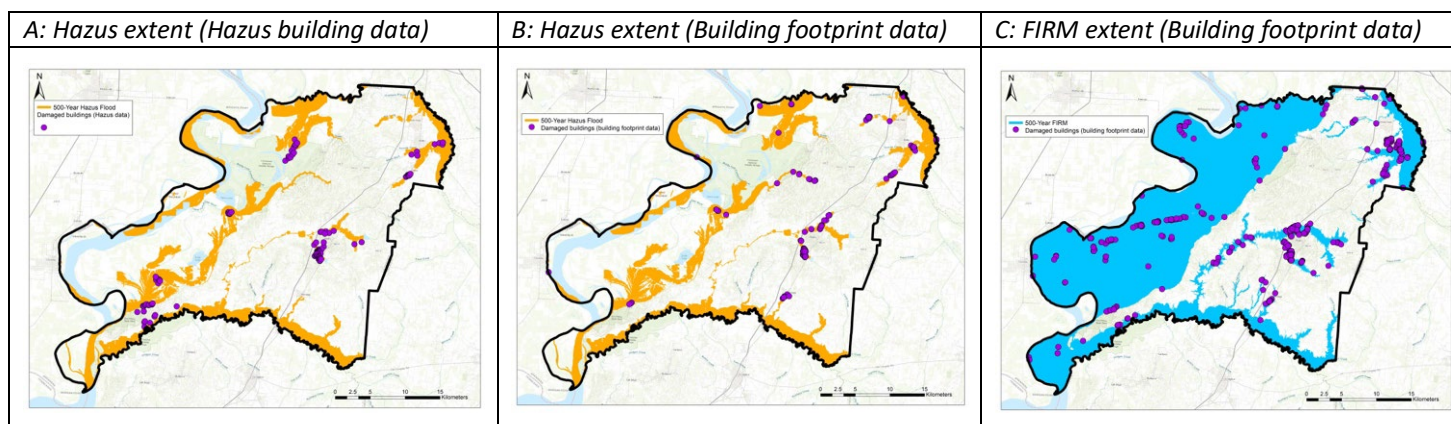 A: Hazus extent (Hazus building data)
B: Hazus extent (Building footprint data)
C: FIRM extent (Building footprint data)
N
500-Year Hazus Flood
Damaged buildings (Hazus data)
0 2.5 5 10 15
Kilometers
N
500-Year Hazus Flood
Damaged buildings (building footprint data)
0 2.5 5 10 15
Kilometers
N
500-Year FIRM
Damaged buildings (building footprint data)
0 2.5 5 10 15
Kilometers